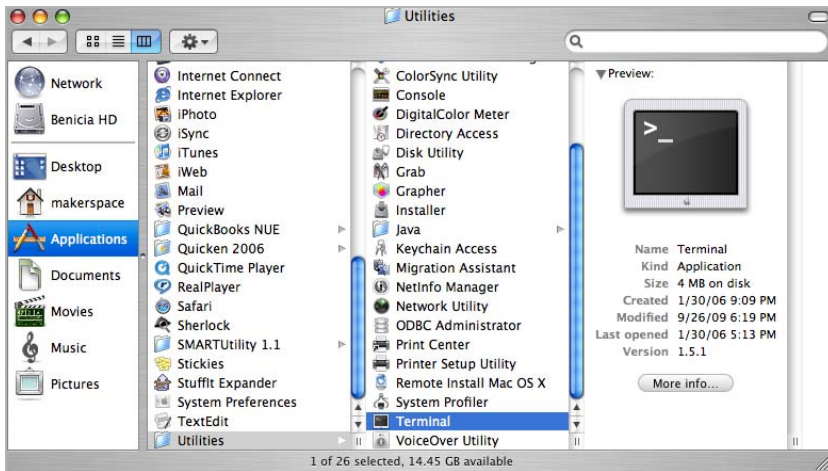 Utilities
Network
Benicia HD
Desktop
makerspace
Applications
Documents
Movies
Music
Pictures
Internet Connect
Internet Explorer
iPhoto
iSync
iTunes
iWeb
Mail
Preview
QuickBooks NUE
Quicken 2006
QuickTime Player
RealPlayer
Safari
Sherlock
SMARTUtility 1.1
Stickies
StuffIt Expander
System Preferences
TextEdit
Utilities
ColorSync Utility
Console
DigitalColor Meter
Directory Access
Disk Utility
Grab
Grapher
Installer
Java
Keychain Access
Migration Assistant
NetInfo Manager
Network Utility
ODBC Administrator
Print Center
Printer Setup Utility
Remote Install Mac OS X
System Profiler
Terminal
VoiceOver Utility
Preview:
>_
Name Terminal
Kind Application
Size 4 MB on disk
Created 1/30/06 9:09 PM
Modified 9/26/09 6:19 PM
Last opened 1/30/06 5:13 PM
Version 1.5.1
More info...
1 of 26 selected, 14.45 GB available